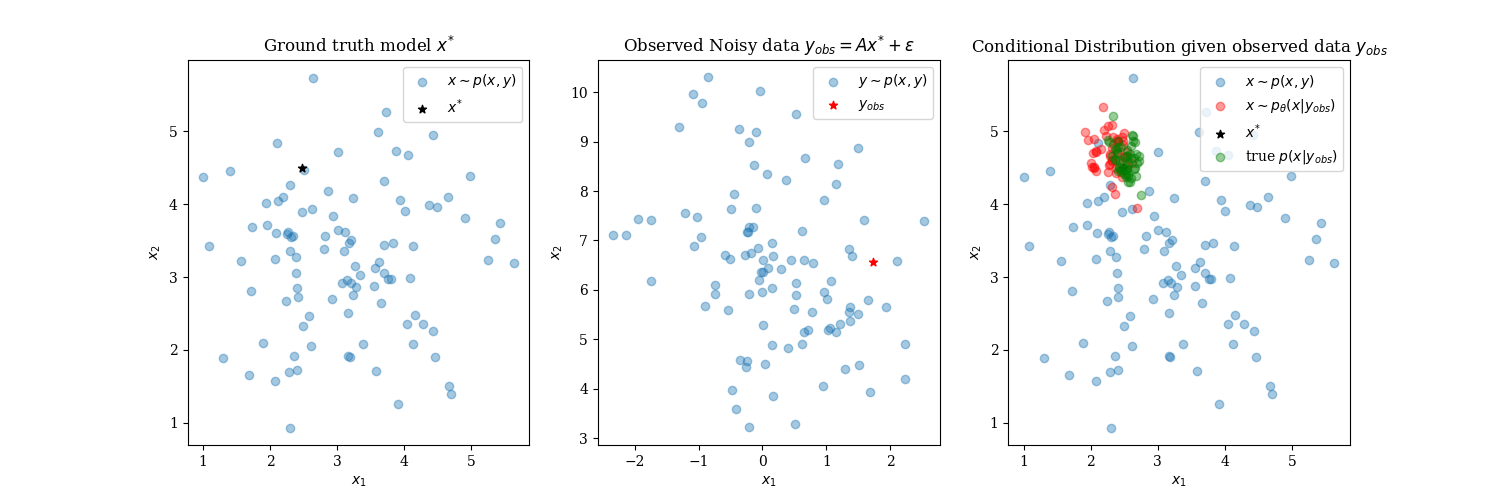 Ground truth model x*
x ~ p(x, y)
x*
5
4
3
2
1
x₂
1 2 3 4 5
x₁
Observed Noisy data y_obs = Ax* + ε
y ~ p(x, y)
y_obs
10
9
8
7
6
5
4
3
x₂
−2 −1 0 1 2
x₁
Conditional Distribution given observed data y_obs
x ~ p(x, y)
x ~ p_θ(x|y_obs)
x*
true p(x|y_obs)
5
4
3
2
1
x₂
1 2 3 4 5
x₁